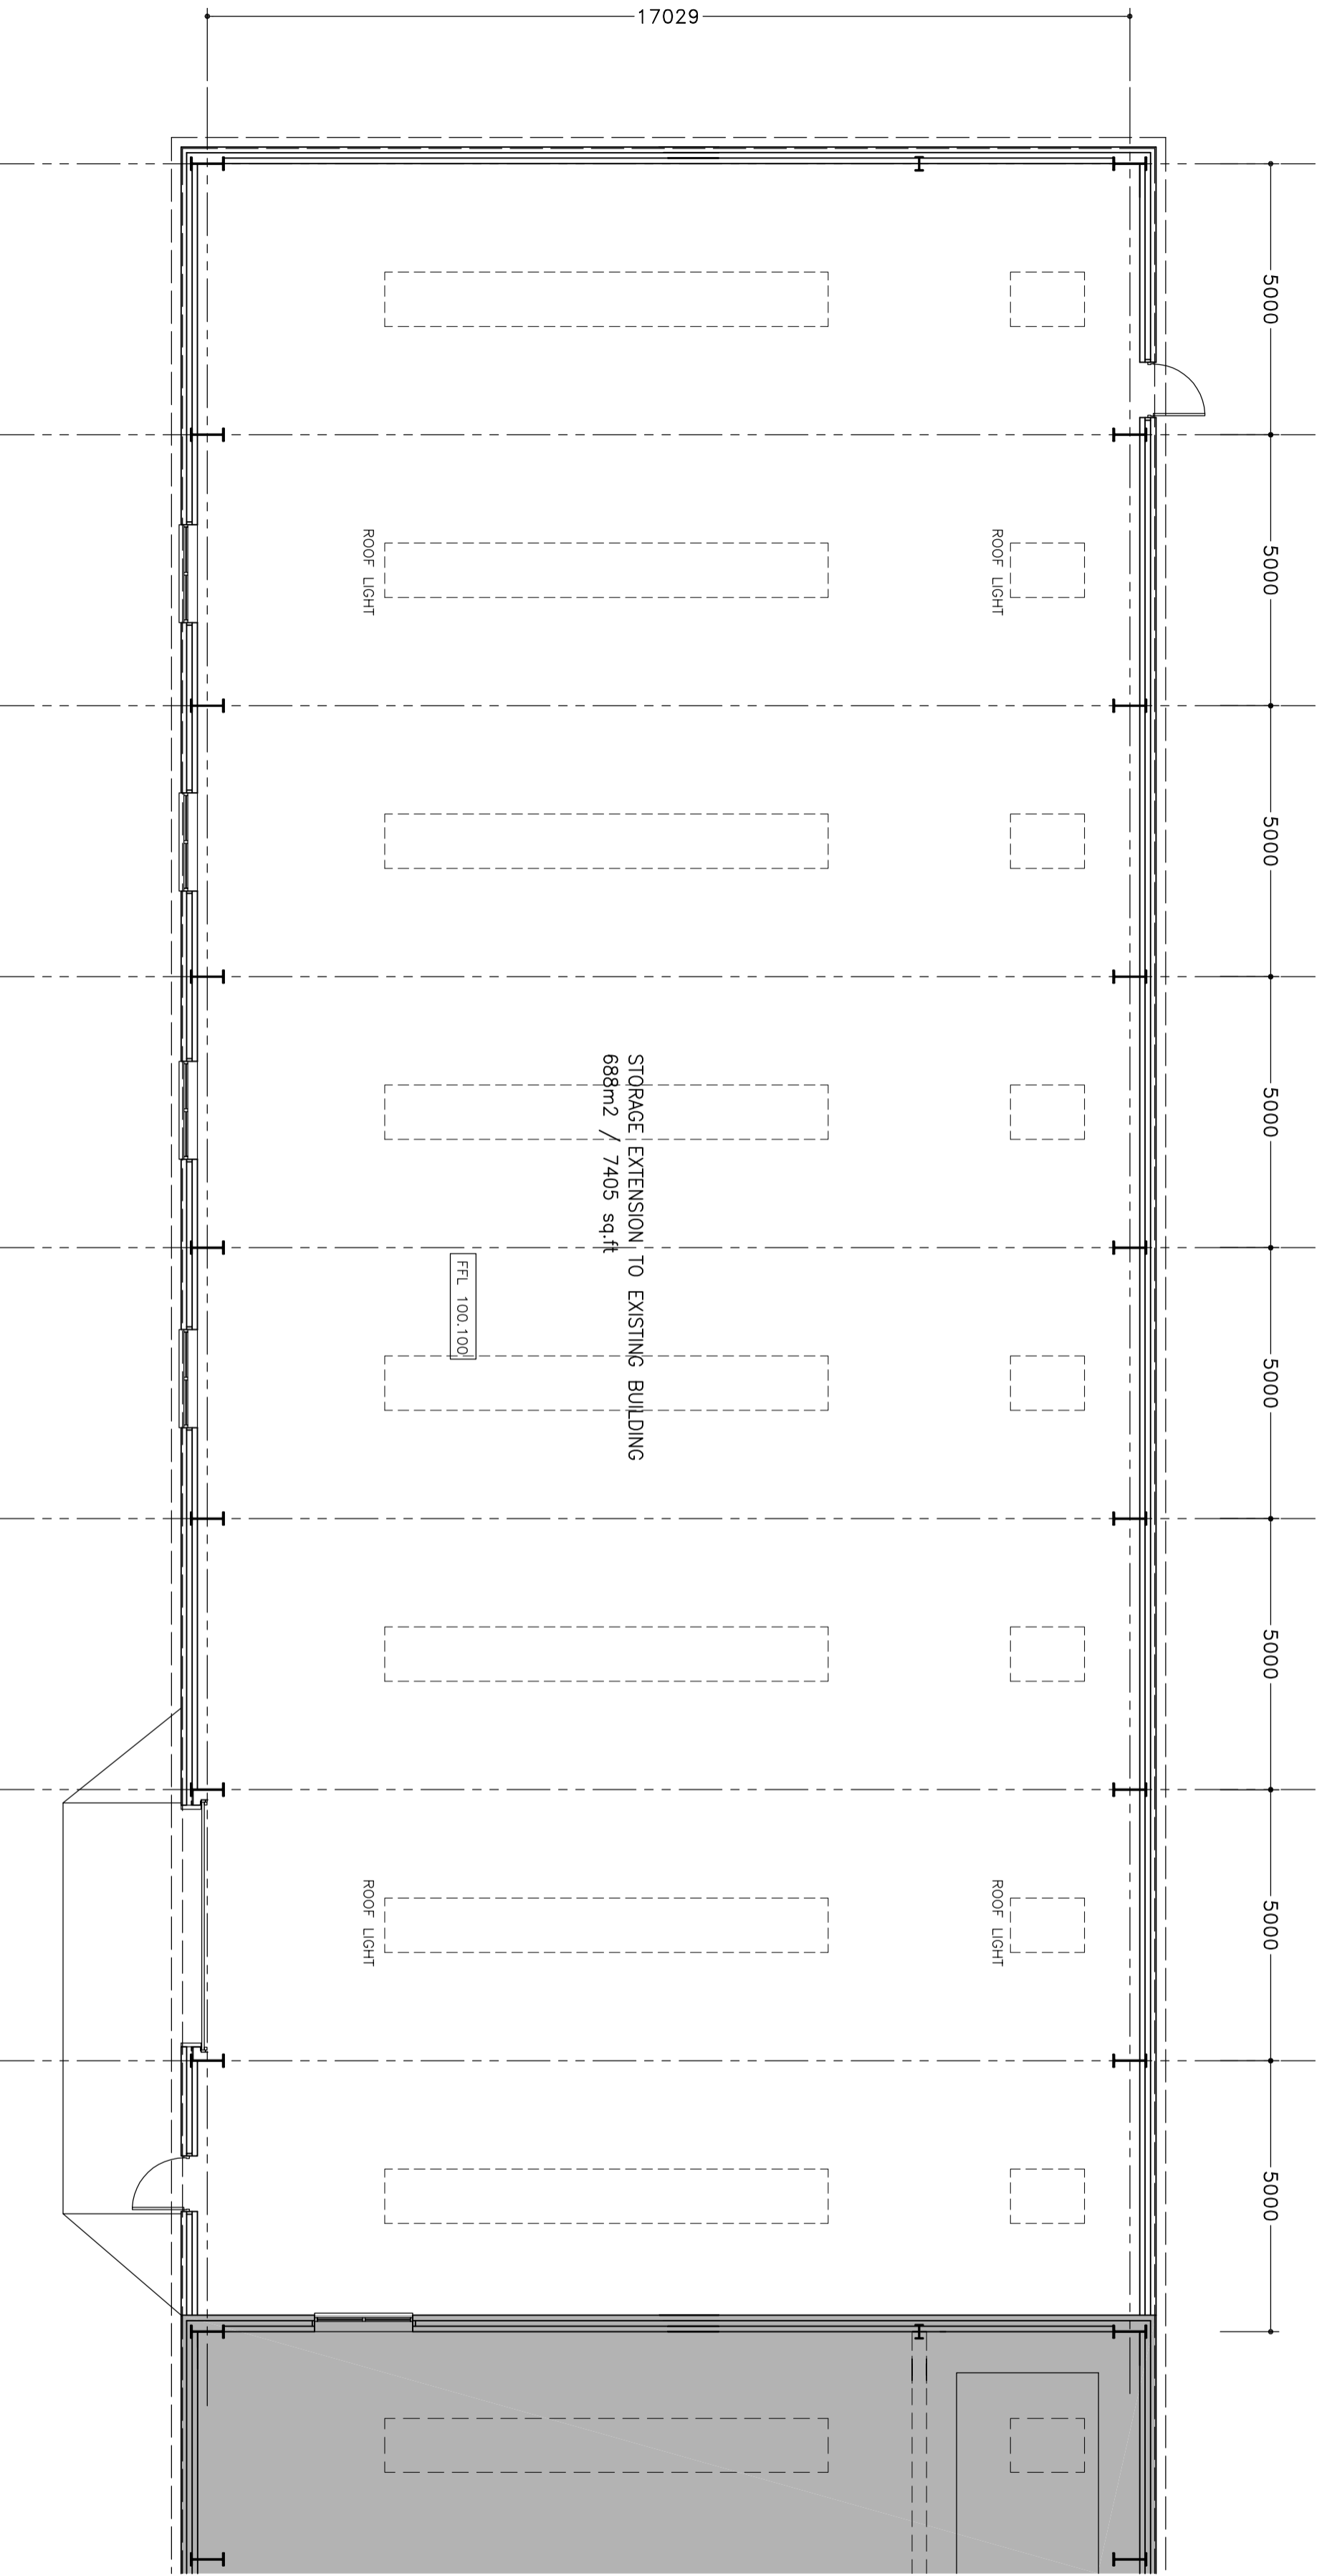 17029
5000
5000
ROOF LIGHT
ROOF LIGHT
5000
5000
STORAGE EXTENSION TO EXISTING BUILDING
688m2 / 7405 sq.ft
FFL 100.100
5000
5000
5000
ROOF LIGHT
ROOF LIGHT
5000